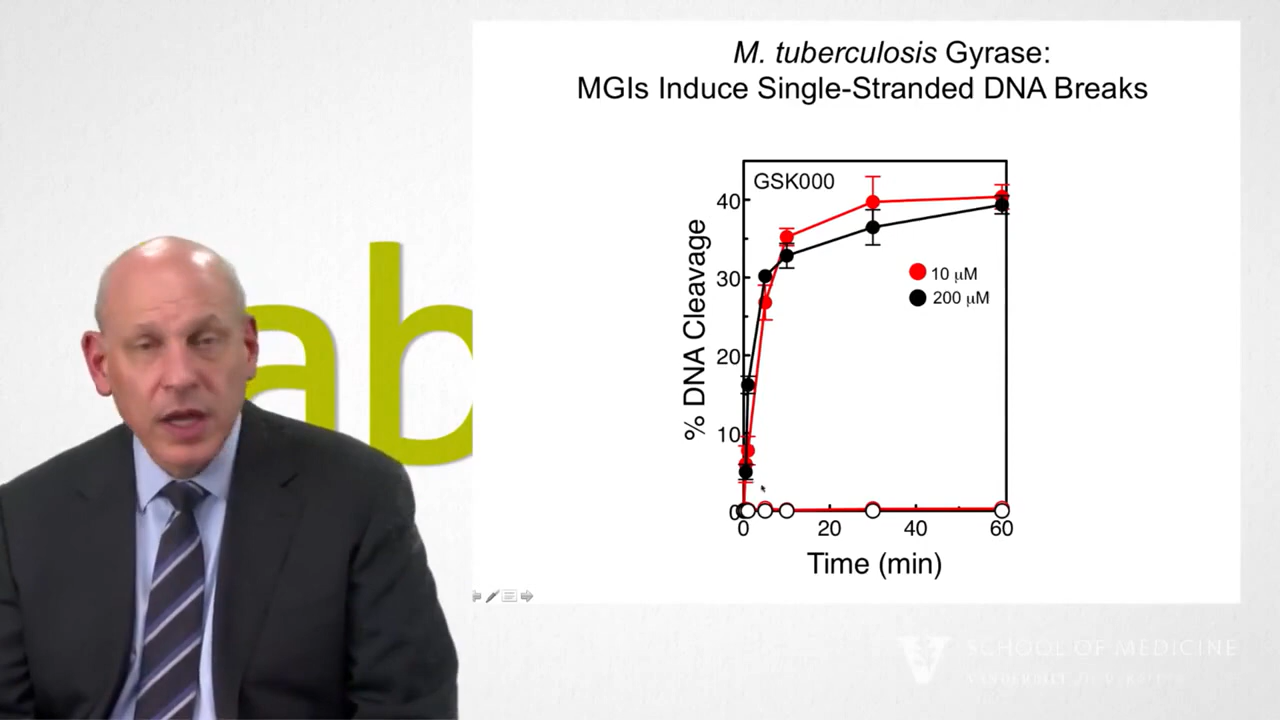 M. tuberculosis Gyrase:
MGIs Induce Single-Stranded DNA Breaks
GSK000
40
30
20
10
0
% DNA Cleavage
10 µM
200 µM
0 20 40 60
Time (min)
ab
SCHOOL OF MEDICINE